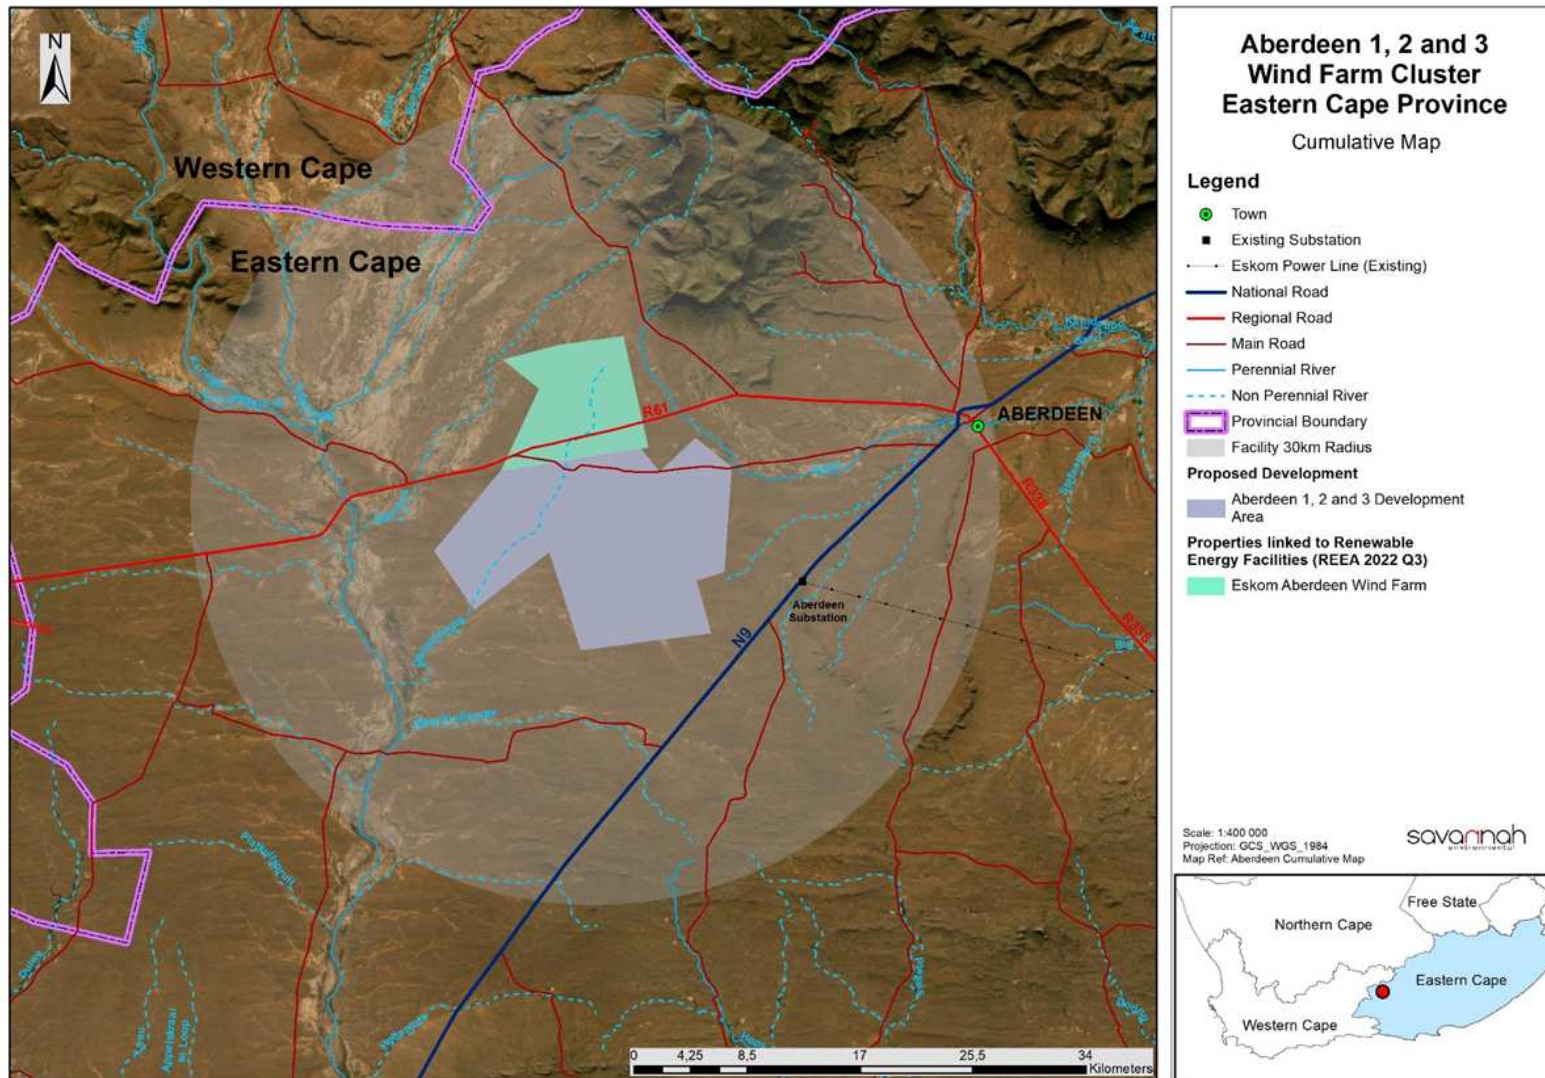 N
Western Cape
Eastern Cape
R61
ABERDEEN
R338
R338
N9
Aberdeen
Substation
0 4,25 8,5 17 25,5 34
Kilometers
Aberdeen 1, 2 and 3
Wind Farm Cluster
Eastern Cape Province
Cumulative Map
Legend
Town
Existing Substation
Eskom Power Line (Existing)
National Road
Regional Road
Main Road
Perennial River
Non Perennial River
Provincial Boundary
Facility 30km Radius
Proposed Development
Aberdeen 1, 2 and 3 Development
Area
Properties linked to Renewable
Energy Facilities (REEA 2022 Q3)
Eskom Aberdeen Wind Farm
Scale: 1:400 000
Projection: GCS_WGS_1984
Map Ref: Aberdeen Cumulative Map
savannah
environmental
Free State
Northern Cape
Eastern Cape
Western Cape